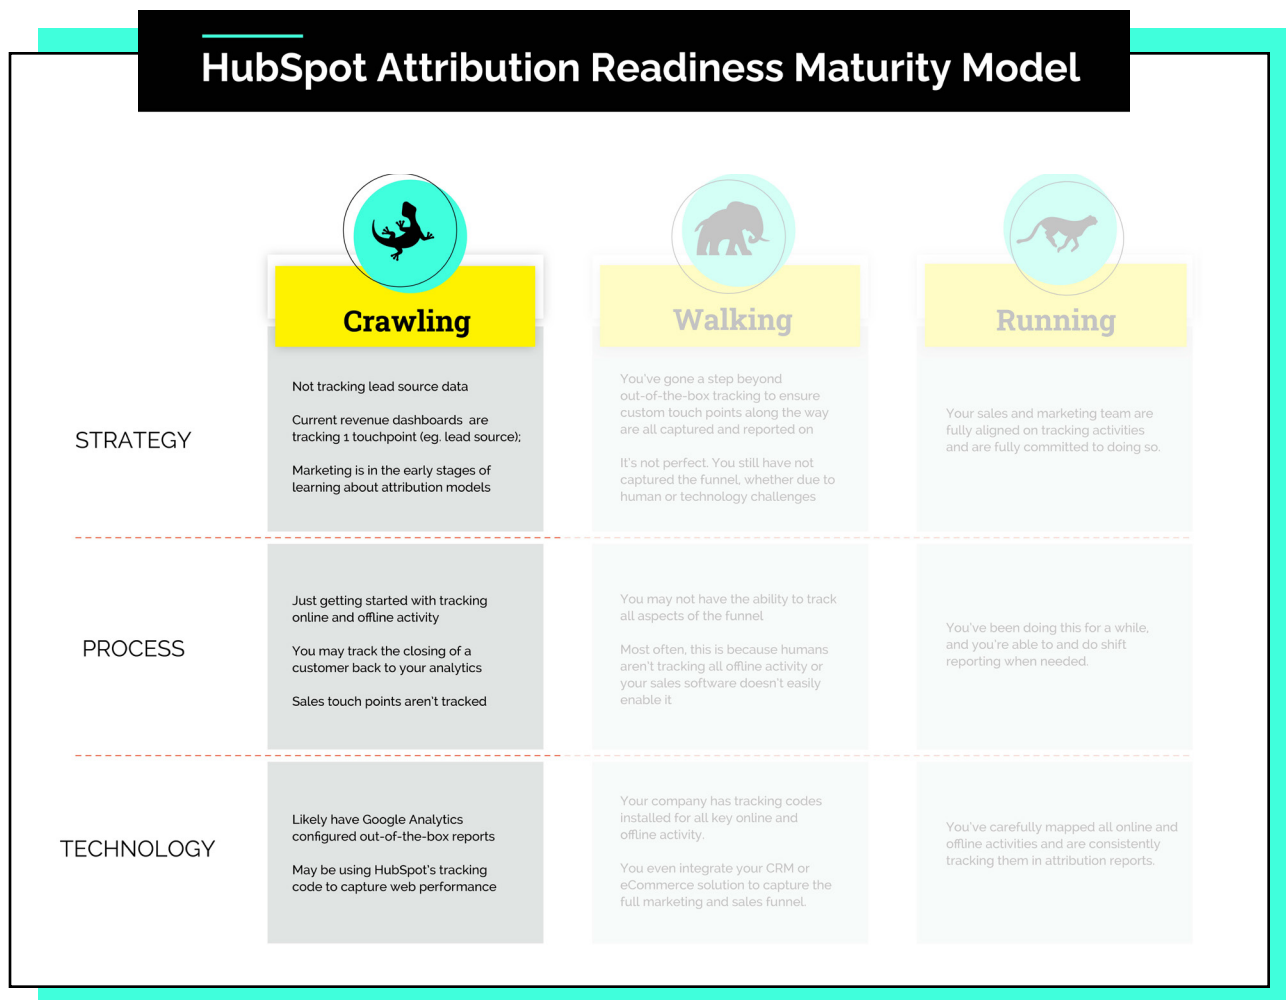 HubSpot Attribution Readiness Maturity Model
Crawling
Walking
Running
STRATEGY
Not tracking lead source data
Current revenue dashboards are
tracking 1 touchpoint (eg. lead source);
Marketing is in the early stages of
learning about attribution models
You've gone a step beyond
out-of-the-box tracking to ensure
custom touch points along the way
are all captured and reported on
It's not perfect. You still have not
captured the funnel, whether due to
human or technology challenges
Your sales and marketing team are
fully aligned on tracking activities
and are fully committed to doing so.
PROCESS
Just getting started with tracking
online and offline activity
You may track the closing of a
customer back to your analytics
Sales touch points aren't tracked
You may not have the ability to track
all aspects of the funnel
Most often, this is because humans
aren't tracking all offline activity or
your sales software doesn't easily
enable it
You've been doing this for a while,
and you're able to and do shift
reporting when needed.
TECHNOLOGY
Likely have Google Analytics
configured out-of-the-box reports
May be using HubSpot's tracking
code to capture web performance
Your company has tracking codes
installed for all key online and
offline activity.
You even integrate your CRM or
eCommerce solution to capture the
full marketing and sales funnel.
You've carefully mapped all online and
offline activities and are consistently
tracking them in attribution reports.